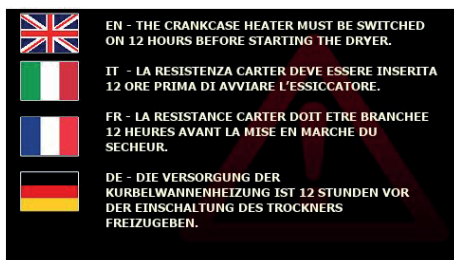 EN - THE CRANKCASE HEATER MUST BE SWITCHED
ON 12 HOURS BEFORE STARTING THE DRYER.
IT - LA RESISTENZA CARTER DEVE ESSERE INSERITA
12 ORE PRIMA DI AVVIARE L'ESSICCATORE.
FR - LA RESISTANCE CARTER DOIT ETRE BRANCHEE
12 HEURES AVANT LA MISE EN MARCHE DU
SECHEUR.
DE - DIE VERSORGUNG DER
KURBELWANNENHEIZUNG IST 12 STUNDEN VOR
DER EINSCHALTUNG DES TROCKNERS
FREIZUGEBEN.